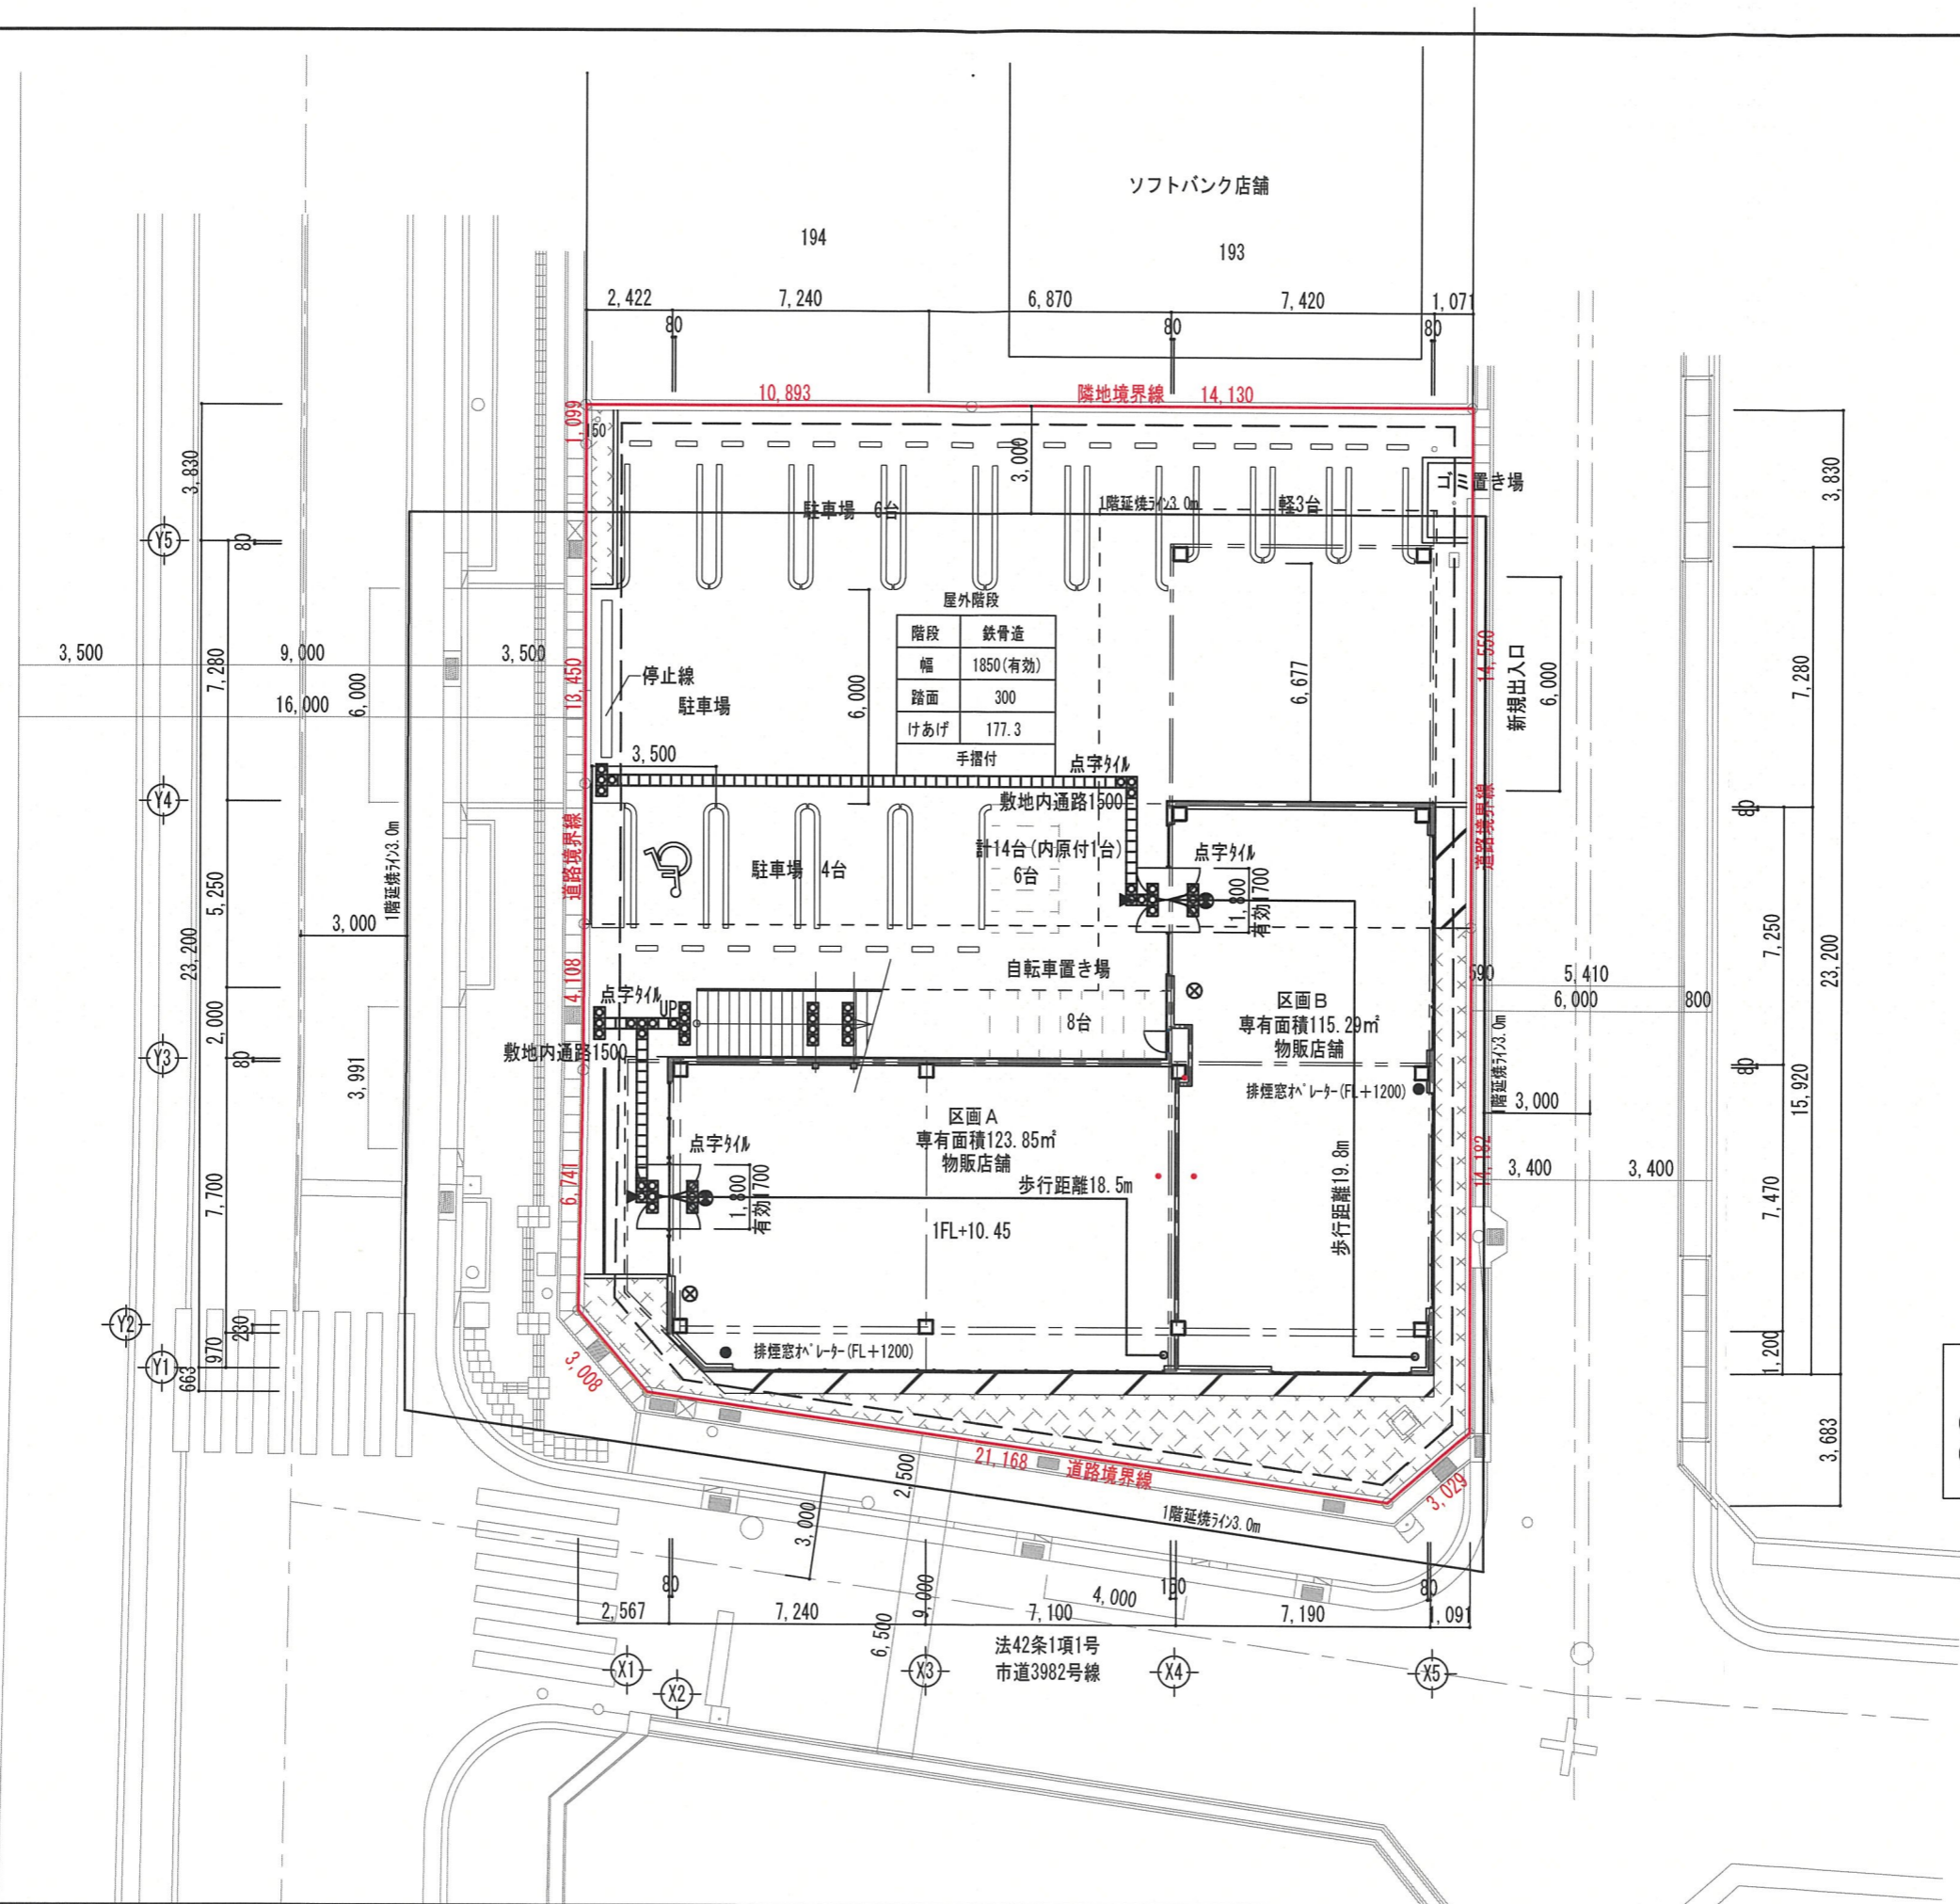 ソフトバンク店舗
194
193
2,422
7,240
6,870
7,420
1,071
80
80
80
10,893
隣地境界線
14,130
1,099
150
3,000
3,830
3,830
ゴミ置き場
駐車場 6台
1階延焼ライン3.0m
軽3台
Y5
80
屋外階段
階段 鉄骨造
幅 1850(有効)
踏面 300
けあげ 177.3
手摺付
3,500
9,000
3,500
7,280
16,000
6,000
13,450
停止線
駐車場
6,000
6,677
14,550
新規出入口
6,000
7,280
3,500
点字タイル
敷地内通路1500
Y4
80
道路境界線
道路境界線
1階延焼ライン3.0m
駐車場 4台
計14台(内原付1台)
6台
点字タイル
1,800
有効1700
5,250
3,000
23,200
7,250
23,200
4,108
自転車置き場
590
5,410
6,000
800
点字タイル
UP
8台
区画B
専有面積115.29㎡
物販店舗
2,000
敷地内通路1500
Y3
80
80
3,991
1階延焼ライン3.0m
排煙窓オペレーター(FL+1200)
3,000
15,920
区画A
専有面積123.85㎡
物販店舗
点字タイル
1,800
有効1700
歩行距離18.5m
歩行距離19.8m
14,182
3,400
3,400
6,741
7,700
7,470
1FL+10.45
Y2
230
970
Y1
663
1,200
排煙窓オペレーター(FL+1200)
3,008
21,168
道路境界線
3,029
3,683
2,500
3,000
1階延焼ライン3.0m
80
150
80
2,567
7,240
9,000
7,100
4,000
7,190
1,091
6,500
法42条1項1号
市道3982号線
X1
X2
X3
X4
X5